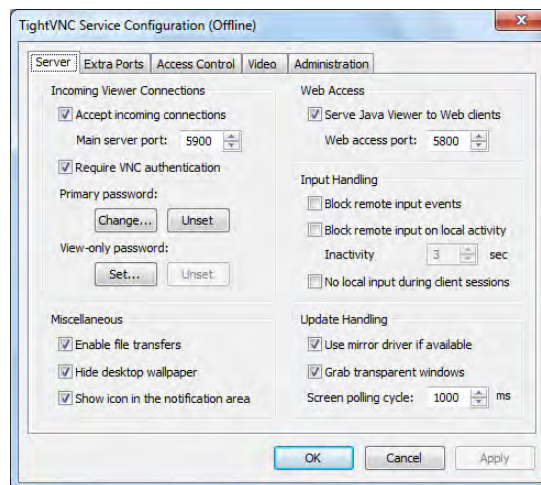 TightVNC Service Configuration (Offline)
Server Extra Ports Access Control Video Administration
Incoming Viewer Connections
Accept incoming connections
Main server port: 5900
Require VNC authentication
Primary password:
Change... Unset
View-only password:
Set... Unset
Web Access
Serve Java Viewer to Web clients
Web access port: 5800
Input Handling
Block remote input events
Block remote input on local activity
Inactivity 3 sec
No local input during client sessions
Miscellaneous
Enable file transfers
Hide desktop wallpaper
Show icon in the notification area
Update Handling
Use mirror driver if available
Grab transparent windows
Screen polling cycle: 1000 ms
OK Cancel Apply